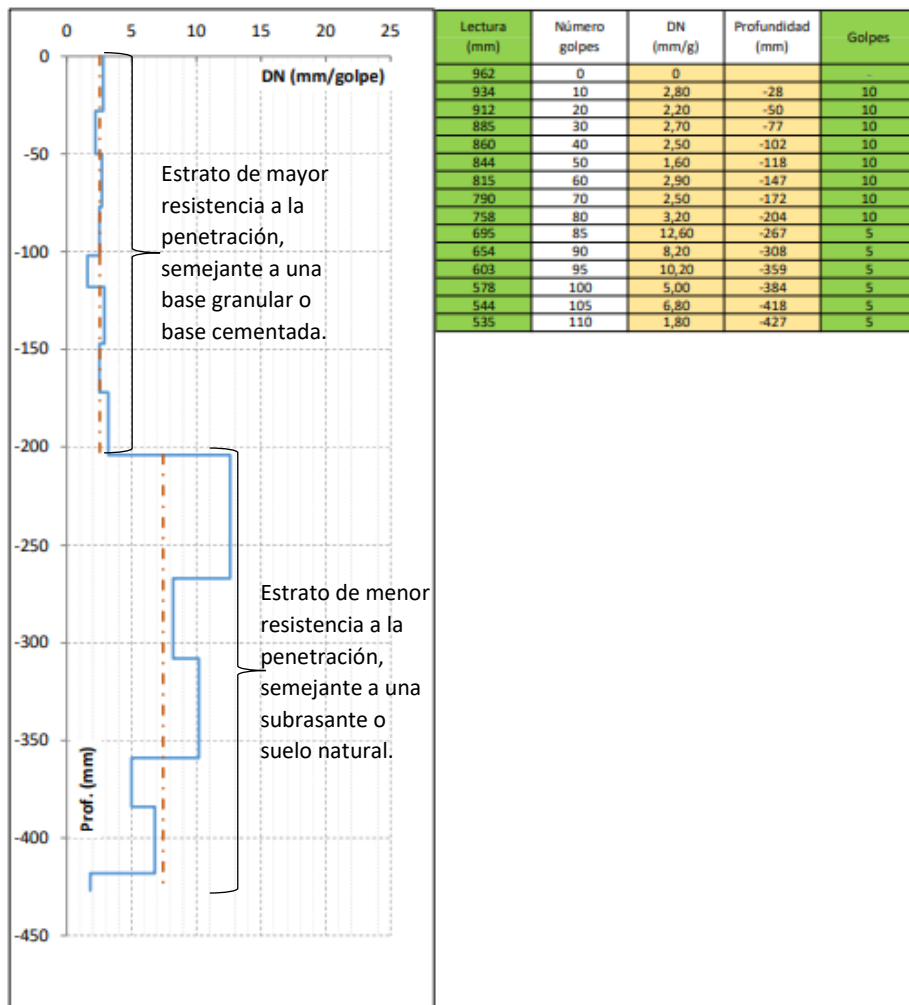 0 5 10 15 20 25
DN (mm/golpe)
0
-50
-100
-150
-200
-250
-300
-350
-400
-450
Prof. (mm)
Estrato de mayor
resistencia a la
penetración,
semejante a una
base granular o
base cementada.
Estrato de menor
resistencia a la
penetración,
semejante a una
subrasante o
suelo natural.
Lectura (mm) Número golpes DN (mm/g) Profundidad (mm) Golpes
962 0 0 -
934 10 2,80 -28 10
912 20 2,20 -50 10
885 30 2,70 -77 10
860 40 2,50 -102 10
844 50 1,60 -118 10
815 60 2,90 -147 10
790 70 2,50 -172 10
758 80 3,20 -204 10
695 85 12,60 -267 5
654 90 8,20 -308 5
603 95 10,20 -359 5
578 100 5,00 -384 5
544 105 6,80 -418 5
535 110 1,80 -427 5